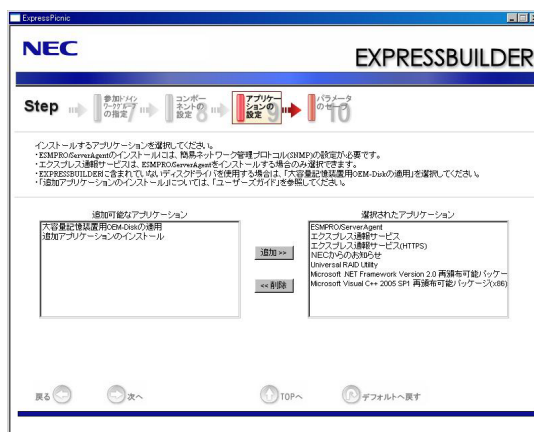 ExpressPicnic
NEC
EXPRESSBUILDER
Step
参加ドメイン
ワークグループ
の指定 7
コンポー
ネントの
設定 8
アプリケー
ションの
設定 9
パラメータ
のセーブ 10
インストールするアプリケーションを選択してください。
・ESMPRO/ServerAgentのインストールには、簡易ネットワーク管理プロトコル(SNMP)の設定が必要です。
・エクスプレス通報サービスは、ESMPRO/ServerAgentをインストールする場合のみ選択できます。
・EXPRESSBUILDERに含まれていないディスクドライバを使用する場合は、「大容量記憶装置用OEM-Diskの適用」を選択してください。
・「追加アプリケーションのインストール」については、「ユーザーズガイド」を参照してください。
追加可能なアプリケーション
大容量記憶装置用OEM-Diskの適用
追加アプリケーションのインストール
追加 >>
<< 削除
選択されたアプリケーション
ESMPRO/ServerAgent
エクスプレス通報サービス
エクスプレス通報サービス(HTTPS)
NECからのお知らせ
Universal RAID Utility
Microsoft .NET Framework Version 2.0 再頒布可能パッケー
Microsoft Visual C++ 2005 SP1 再頒布可能パッケージ(x86)
戻る
次へ
TOPへ
デフォルトへ戻す